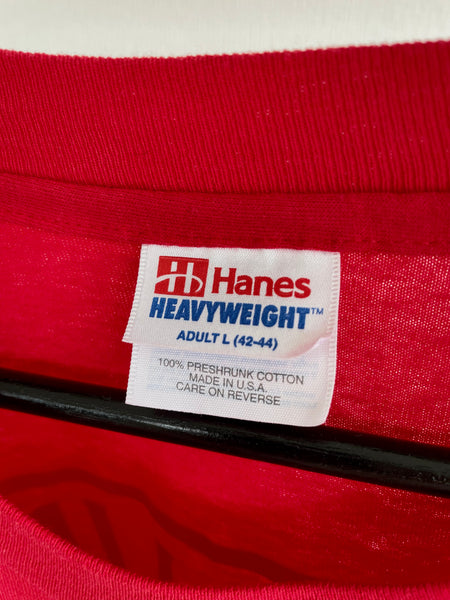 Hanes
HEAVYWEIGHT™
ADULT L (42-44)
100% PRESHRUNK COTTON
MADE IN U.S.A.
CARE ON REVERSE